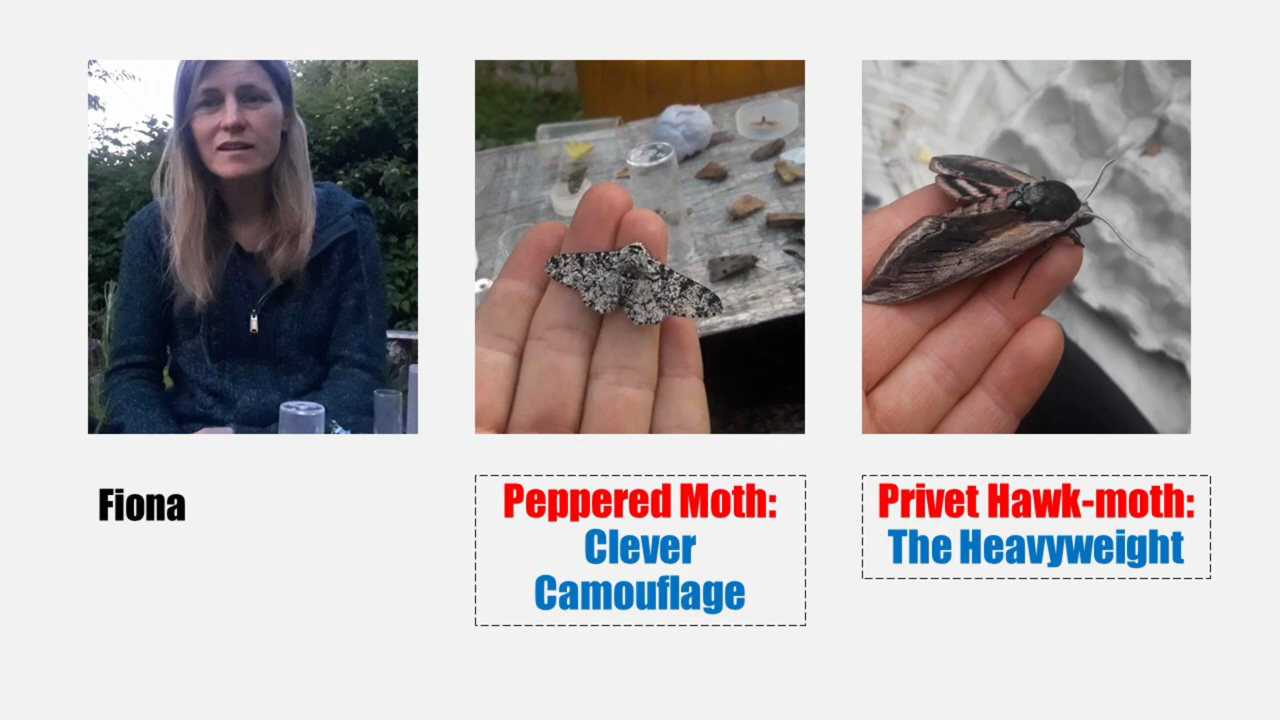 Fiona
Peppered Moth:
Clever
Camouflage
Privet Hawk-moth:
The Heavyweight